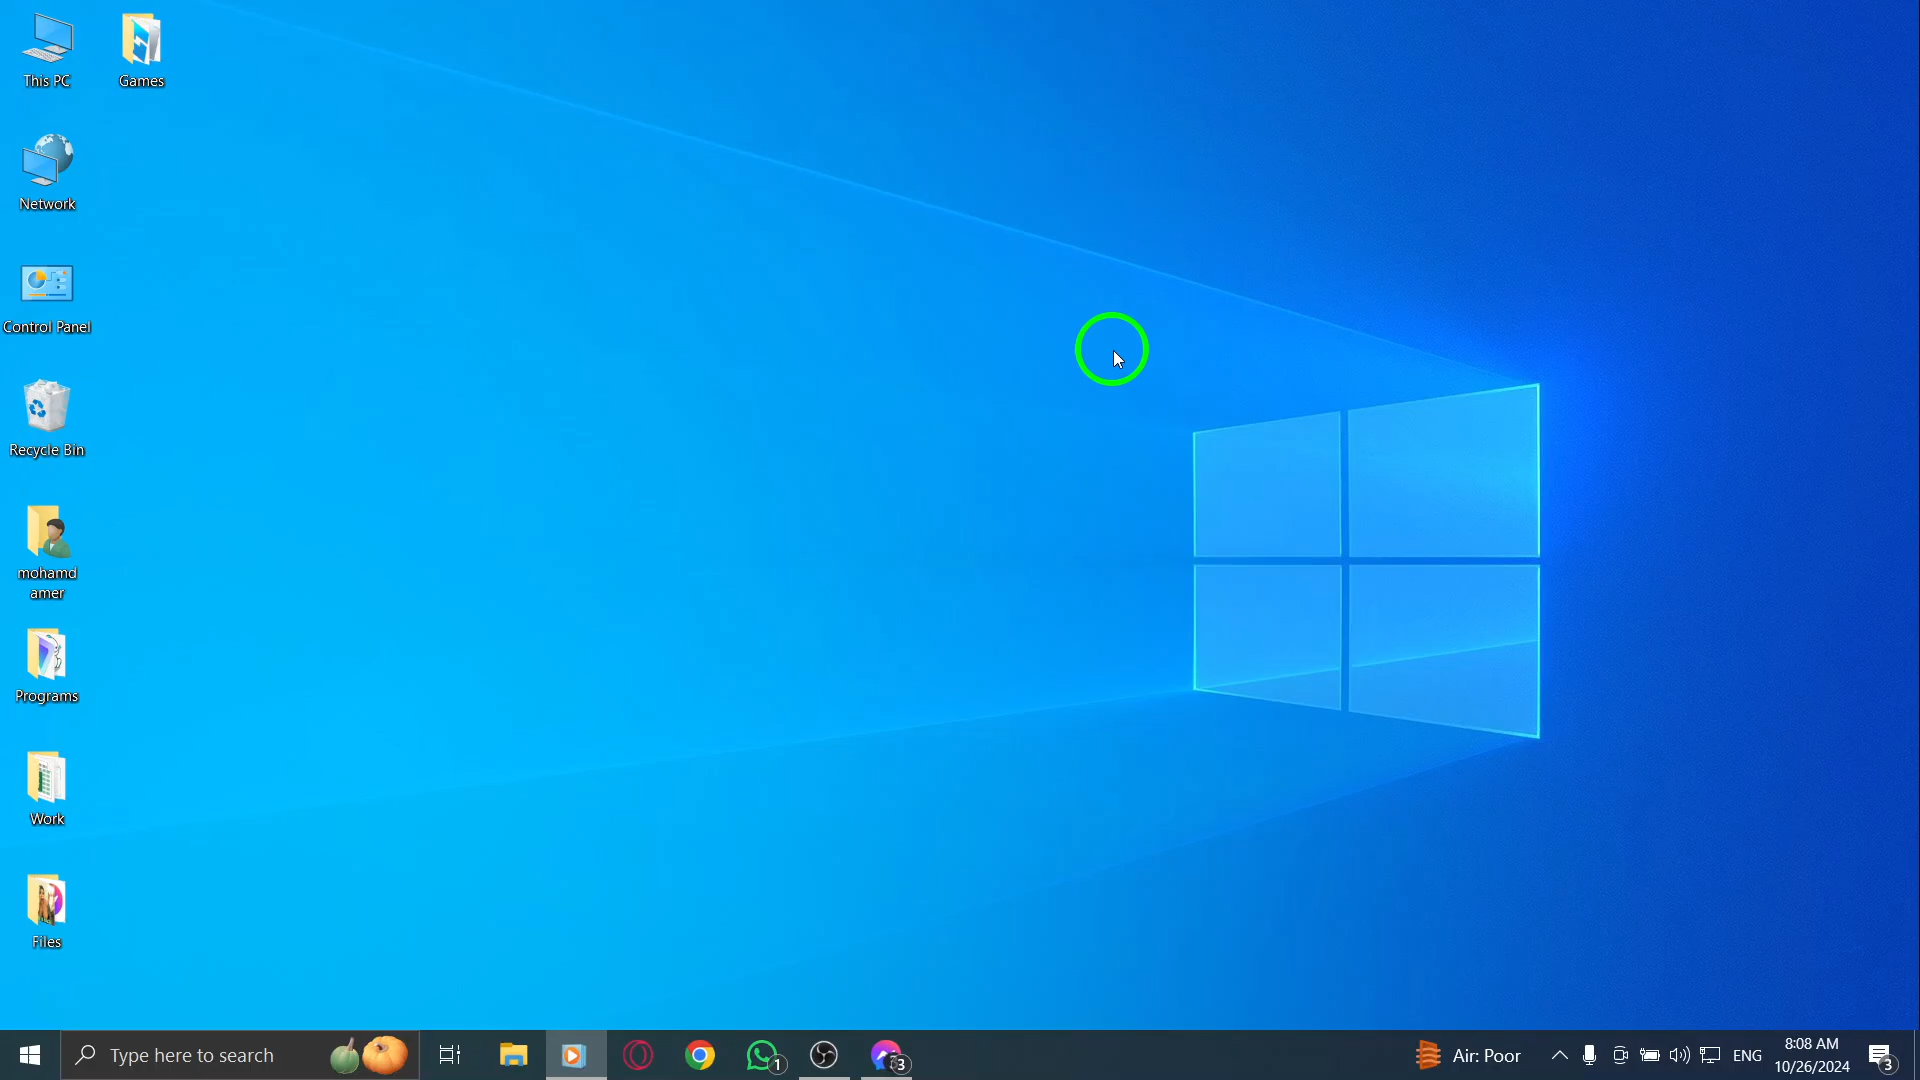 This PC
Games
Network
Control Panel
Recycle Bin
mohamd
amer
Programs
Work
Files
Type here to search
1
3
Air: Poor
ENG
8:08 AM
10/26/2024
3